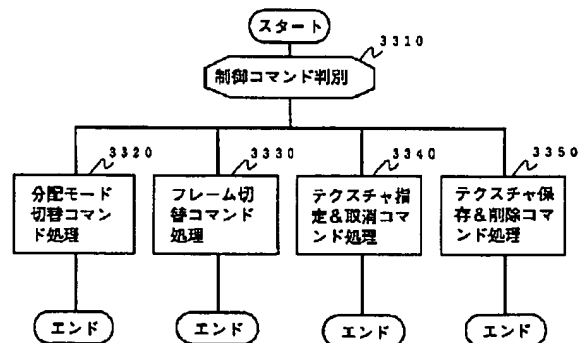 スタート
3310
制御コマンド判別
3320
3330
3340
3350
分配モード
切替コマン
ド処理
フレーム切
替コマンド
処理
テクスチャ指
定&取消コマ
ンド処理
テクスチャ保
存&削除コマ
ンド処理
エンド
エンド
エンド
エンド